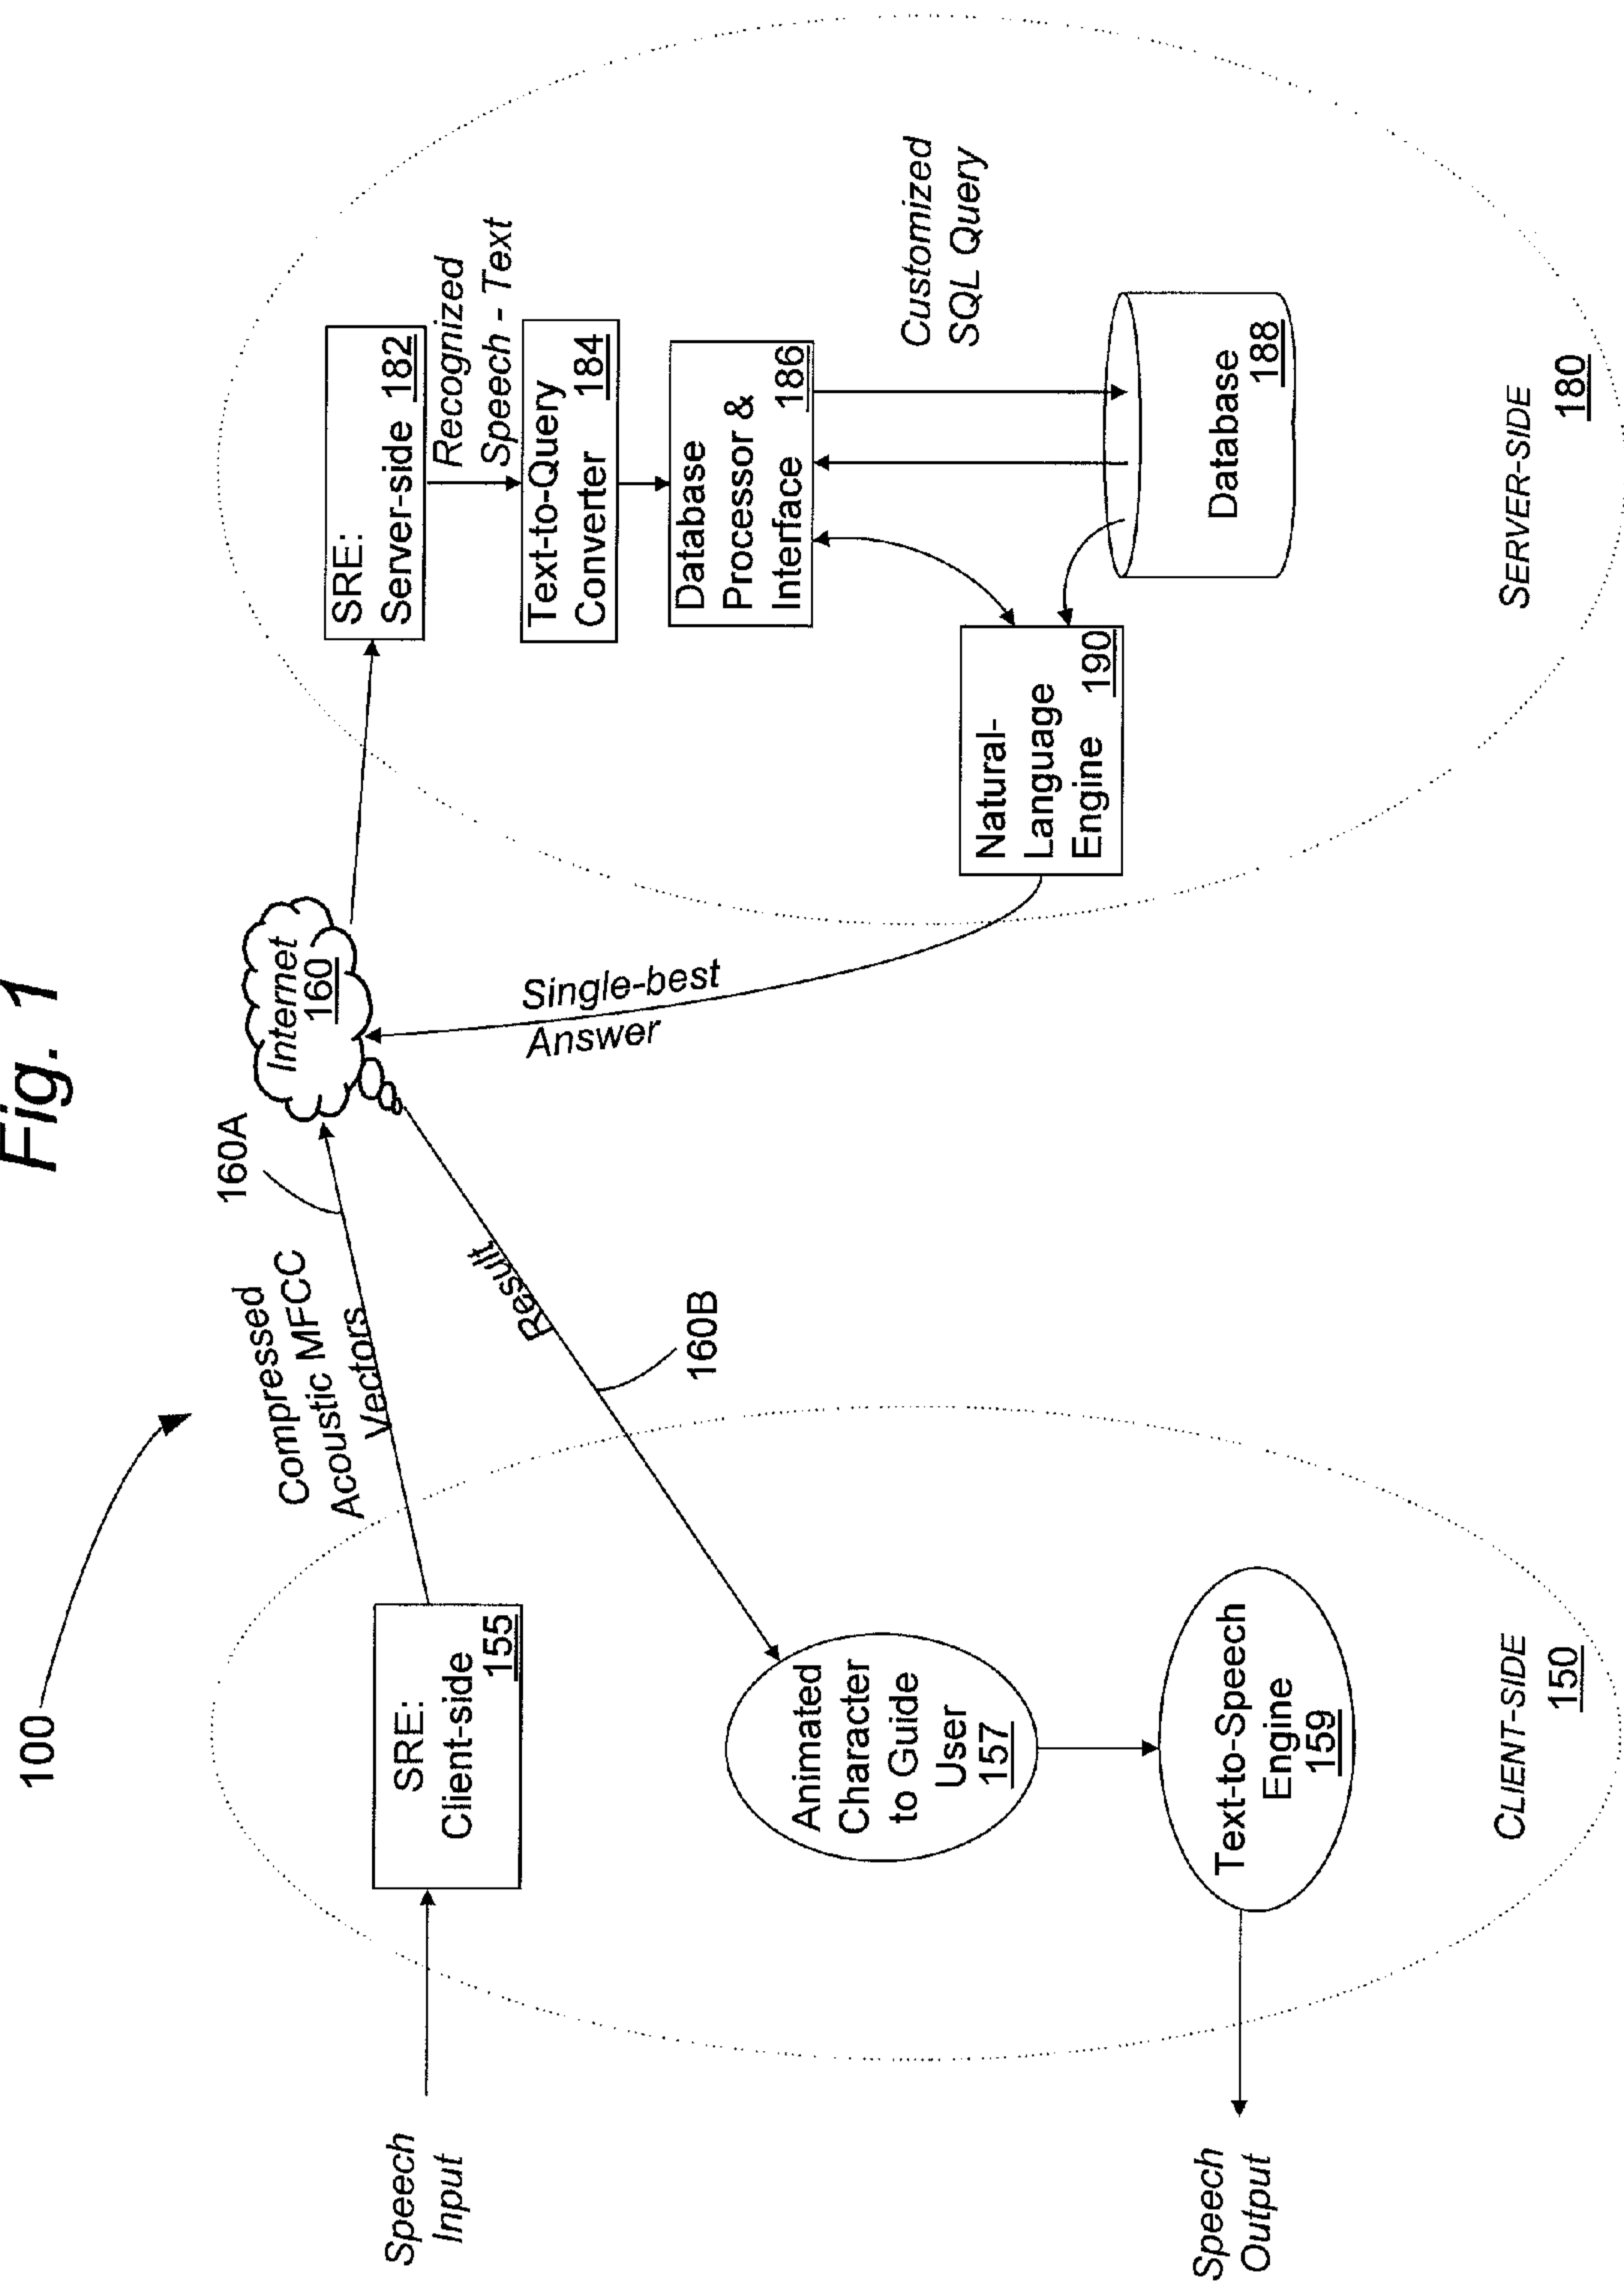 Fig. 1
100
Speech
Input
SRE:
Client-side
155
Compressed
Acoustic MFCC
Vectors
160A
Internet
160
Result
160B
Animated
Character
to Guide
User
157
Text-to-Speech
Engine
159
Speech
Output
CLIENT-SIDE
150
SRE:
Server-side 182
Recognized
Speech - Text
Text-to-Query
Converter 184
Database
Processor &
Interface 186
Customized
SQL Query
Database
188
Natural-
Language
Engine 190
Single-best
Answer
SERVER-SIDE
180